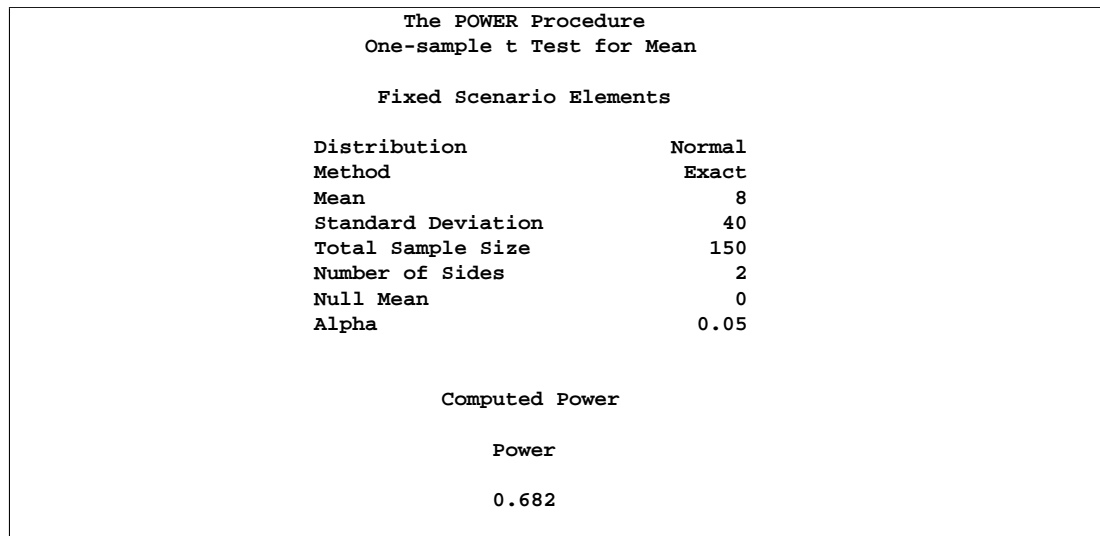 The POWER Procedure
One-sample t Test for Mean
Fixed Scenario Elements
Distribution Normal
Method Exact
Mean 8
Standard Deviation 40
Total Sample Size 150
Number of Sides 2
Null Mean 0
Alpha 0.05
Computed Power
Power
0.682